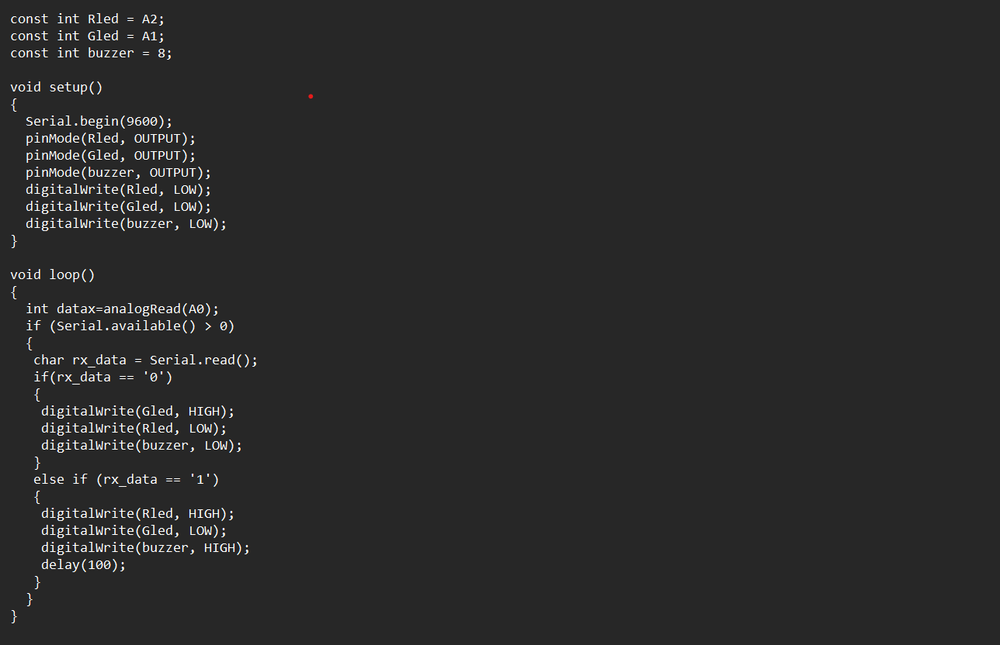 const int Rled = A2;
const int Gled = A1;
const int buzzer = 8;

void setup()
{
  Serial.begin(9600);
  pinMode(Rled, OUTPUT);
  pinMode(Gled, OUTPUT);
  pinMode(buzzer, OUTPUT);
  digitalWrite(Rled, LOW);
  digitalWrite(Gled, LOW);
  digitalWrite(buzzer, LOW);
}

void loop()
{
  int datax=analogRead(A0);
  if (Serial.available() > 0)
  {
   char rx_data = Serial.read();
   if(rx_data == '0')
   {
    digitalWrite(Gled, HIGH);
    digitalWrite(Rled, LOW);
    digitalWrite(buzzer, LOW);
   }
   else if (rx_data == '1')
   {
    digitalWrite(Rled, HIGH);
    digitalWrite(Gled, LOW);
    digitalWrite(buzzer, HIGH);
    delay(100);
   }
  }
}